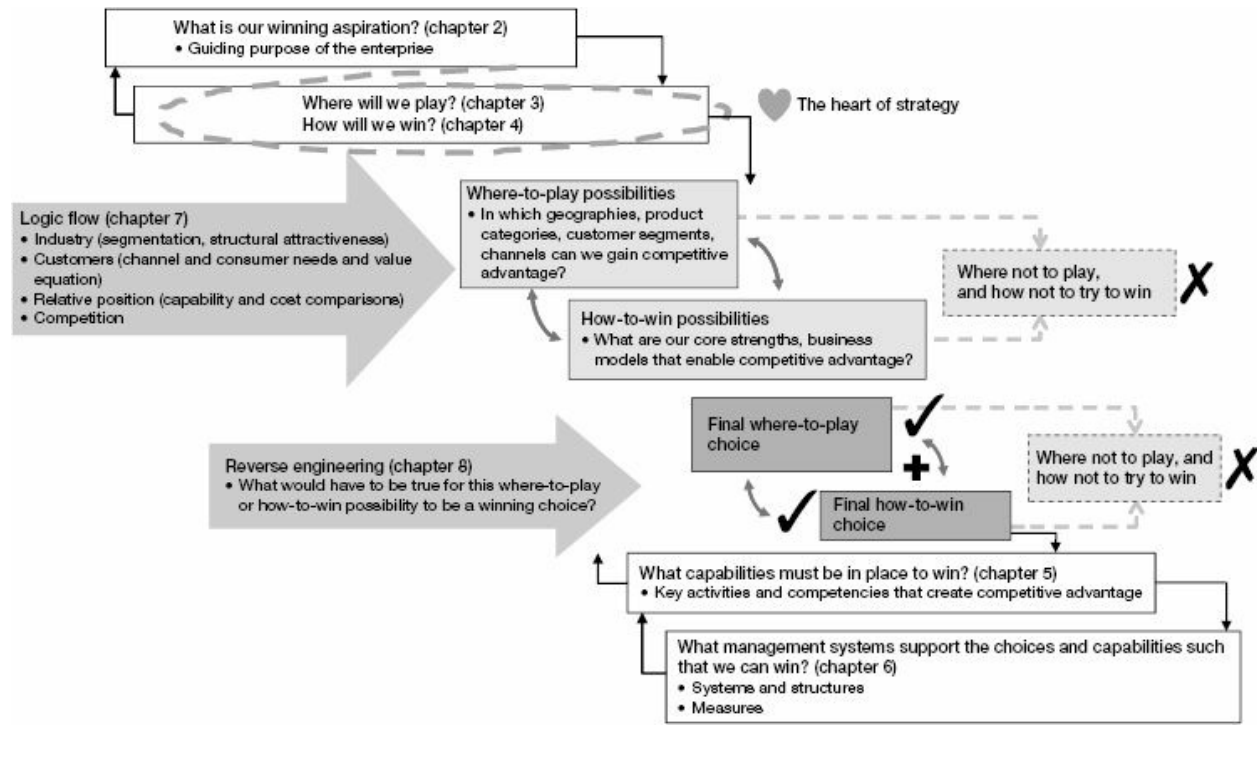 What is our winning aspiration? (chapter 2)
• Guiding purpose of the enterprise
Where will we play? (chapter 3)
How will we win? (chapter 4)
The heart of strategy
Logic flow (chapter 7)
• Industry (segmentation, structural attractiveness)
• Customers (channel and consumer needs and value
equation)
• Relative position (capability and cost comparisons)
• Competition
Where-to-play possibilities
• In which geographies, product
categories, customer segments,
channels can we gain competitive
advantage?
How-to-win possibilities
• What are our core strengths, business
models that enable competitive advantage?
Where not to play,
and how not to try to win
Reverse engineering (chapter 8)
• What would have to be true for this where-to-play
or how-to-win possibility to be a winning choice?
Final where-to-play
choice
Final how-to-win
choice
Where not to play, and
how not to try to win
What capabilities must be in place to win? (chapter 5)
• Key activities and competencies that create competitive advantage
What management systems support the choices and capabilities such
that we can win? (chapter 6)
• Systems and structures
• Measures